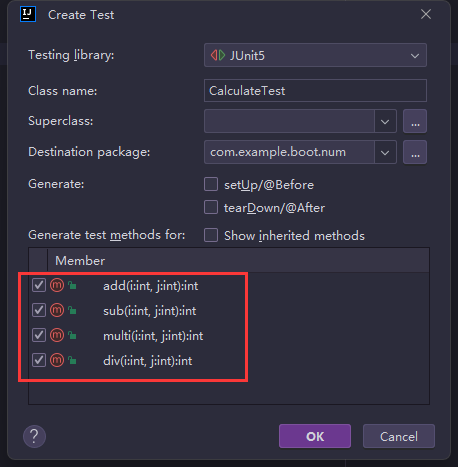 IJ Create Test
Testing library: JUnit5
Class name: CalculateTest
Superclass: ...
Destination package: com.example.boot.num ...
Generate: setUp/@Before
tearDown/@After
Generate test methods for: Show inherited methods
Member
m add(i:int, j:int):int
m sub(i:int, j:int):int
m multi(i:int, j:int):int
m div(i:int, j:int):int
? OK Cancel